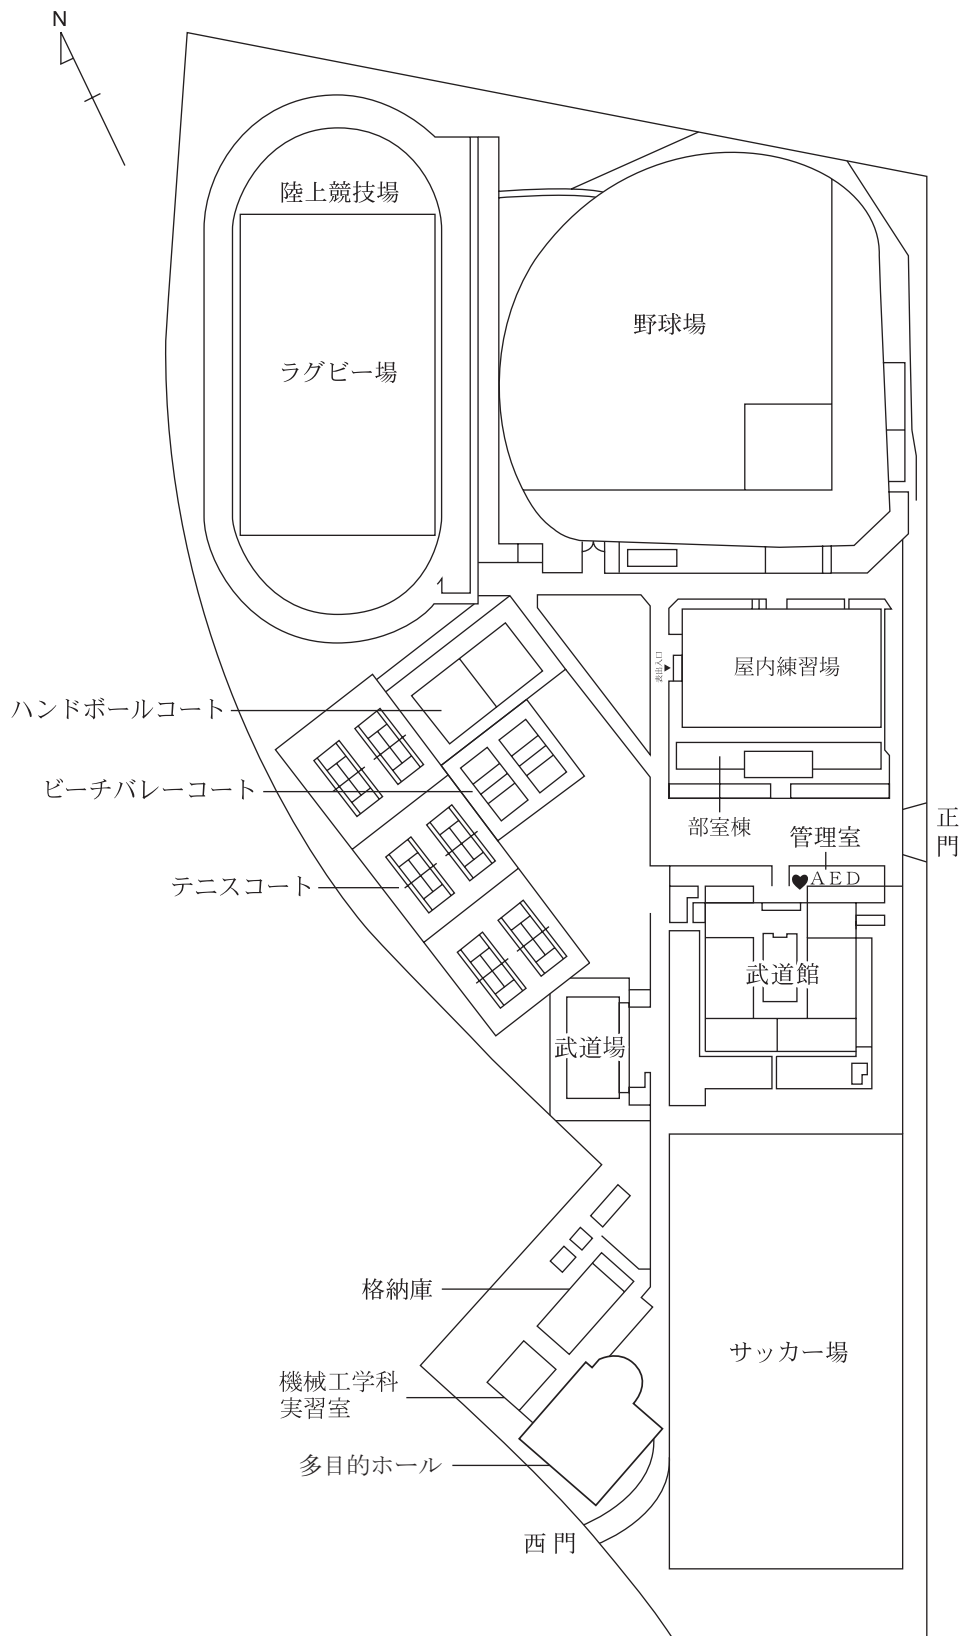 N
陸上競技場
野球場
ラグビー場
屋内練習場
表出入口
ハンドボールコート
ビーチバレーコート
部室棟
正門
管理室
AED
テニスコート
武道館
武道場
格納庫
サッカー場
機械工学科
実習室
多目的ホール
西門